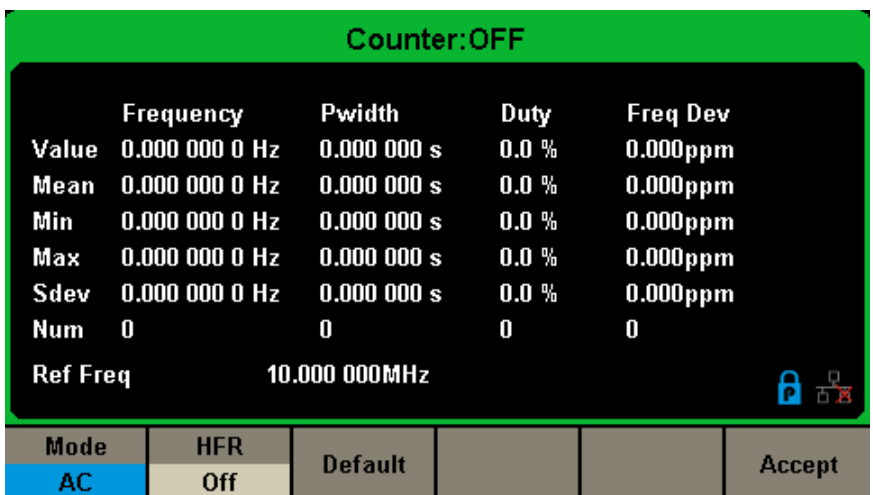 Counter:OFF
Frequency Pwidth Duty Freq Dev
Value 0.000 000 0 Hz 0.000 000 s 0.0 % 0.000ppm
Mean 0.000 000 0 Hz 0.000 000 s 0.0 % 0.000ppm
Min 0.000 000 0 Hz 0.000 000 s 0.0 % 0.000ppm
Max 0.000 000 0 Hz 0.000 000 s 0.0 % 0.000ppm
Sdev 0.000 000 0 Hz 0.000 000 s 0.0 % 0.000ppm
Num 0 0 0 0
Ref Freq 10.000 000MHz
P
Mode HFR Default Accept
AC Off